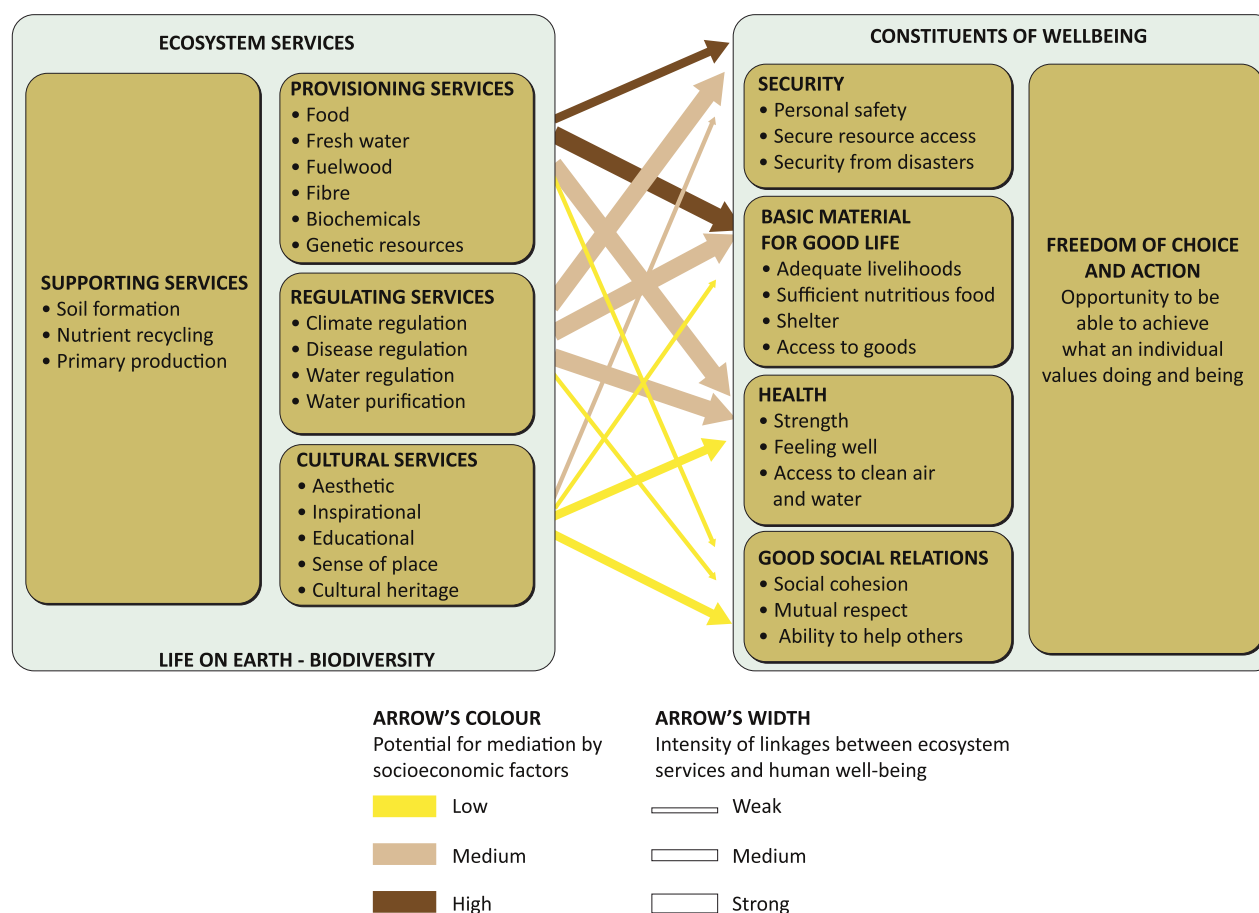 ECOSYSTEM SERVICES
SUPPORTING SERVICES
• Soil formation
• Nutrient recycling
• Primary production
PROVISIONING SERVICES
• Food
• Fresh water
• Fuelwood
• Fibre
• Biochemicals
• Genetic resources
REGULATING SERVICES
• Climate regulation
• Disease regulation
• Water regulation
• Water purification
CULTURAL SERVICES
• Aesthetic
• Inspirational
• Educational
• Sense of place
• Cultural heritage
LIFE ON EARTH - BIODIVERSITY
CONSTITUENTS OF WELLBEING
SECURITY
• Personal safety
• Secure resource access
• Security from disasters
BASIC MATERIAL
FOR GOOD LIFE
• Adequate livelihoods
• Sufficient nutritious food
• Shelter
• Access to goods
HEALTH
• Strength
• Feeling well
• Access to clean air
and water
GOOD SOCIAL RELATIONS
• Social cohesion
• Mutual respect
• Ability to help others
FREEDOM OF CHOICE
AND ACTION
Opportunity to be
able to achieve
what an individual
values doing and being
ARROW'S COLOUR
Potential for mediation by
socioeconomic factors
Low
Medium
High
ARROW'S WIDTH
Intensity of linkages between ecosystem
services and human well-being
Weak
Medium
Strong